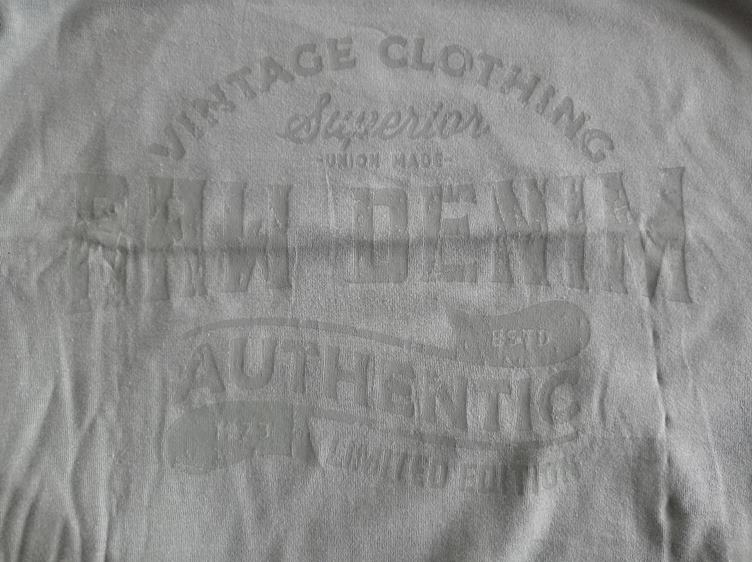 VINTAGE CLOTHING
Superior
-UNION MADE-
RAW DENIM
ESTD
AUTHENTIC
LIMITED EDITION